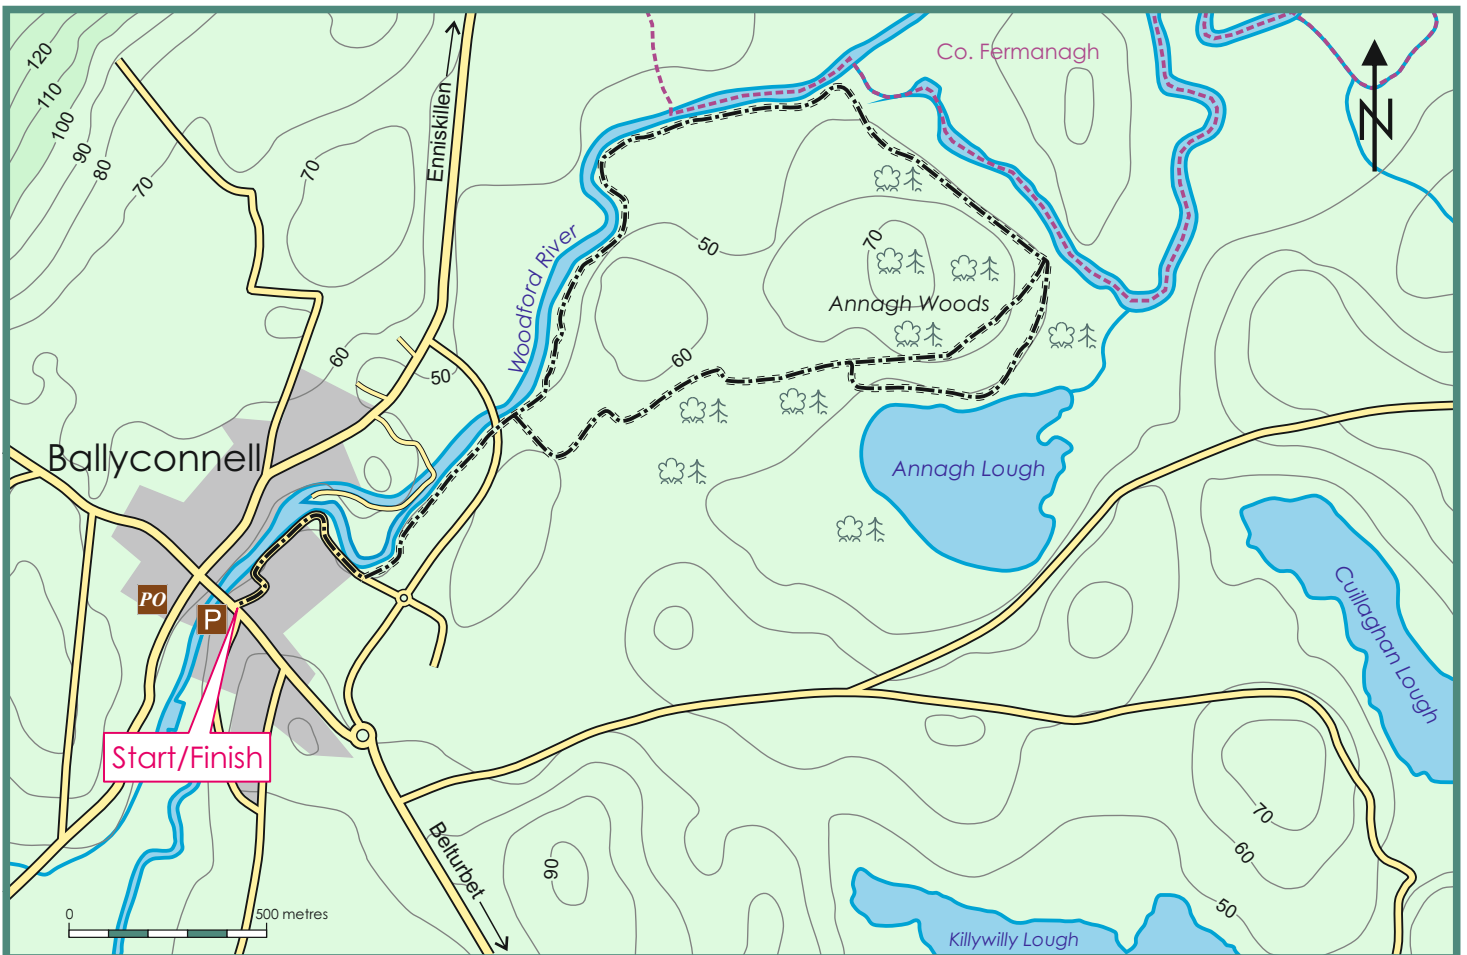 120
110
100
90
80
70
70
Enniskillen
Co. Fermanagh
N
Woodford River
50
70
Annagh Woods
60
50
60
Ballyconnell
Annagh Lough
PO
P
Cuillaghan Lough
Start/Finish
Belturbet
90
70
60
50
0
500 metres
Killywilly Lough